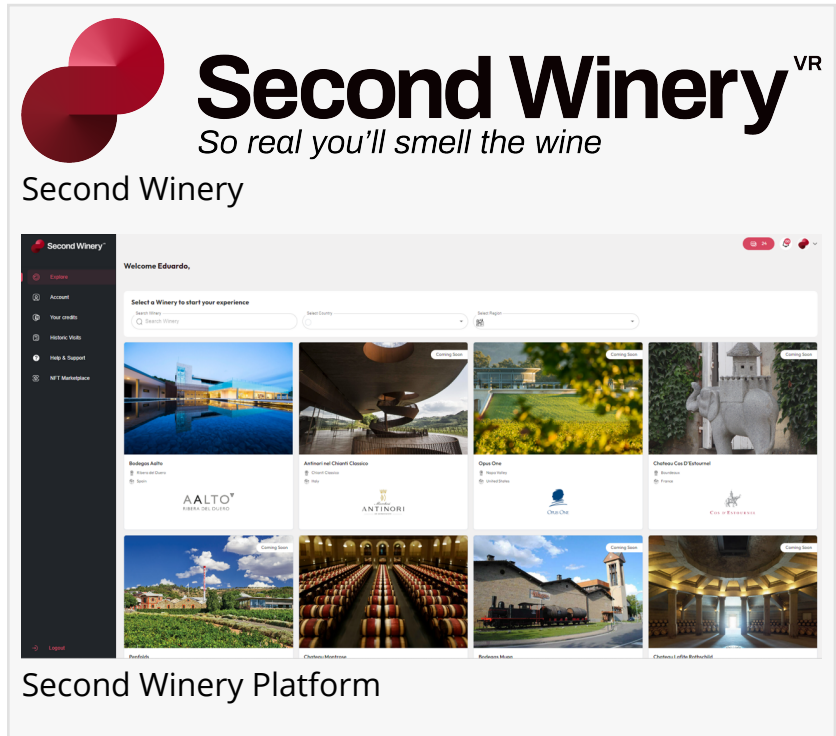 Second Winery VR
So real you'll smell the wine
Second Winery
Second Winery
Welcome Eduardo,
Explore
Account
Your credits
Historic Visits
Help & Support
NFT Marketplace
Logout
Select a Winery to start your experience
Search Winery
Search Winery
Select Country
Select Region
Bodegas Aalto
Ribera del Duero
Spain
AALTO
RIBERA DEL DUERO
Coming Soon
Antinori nel Chianti Classico
Chianti Classico
Italy
ANTINORI
Coming Soon
Opus One
Napa Valley
United States
OPUS ONE
Coming Soon
Chateau Cos D'Estournel
Bordeaux
France
COS D'ESTOURNEL
Coming Soon
Penfolds
Chateau Montrose
Coming Soon
Bodegas Muga
Coming Soon
Chateau Lafite Rothschild
Second Winery Platform